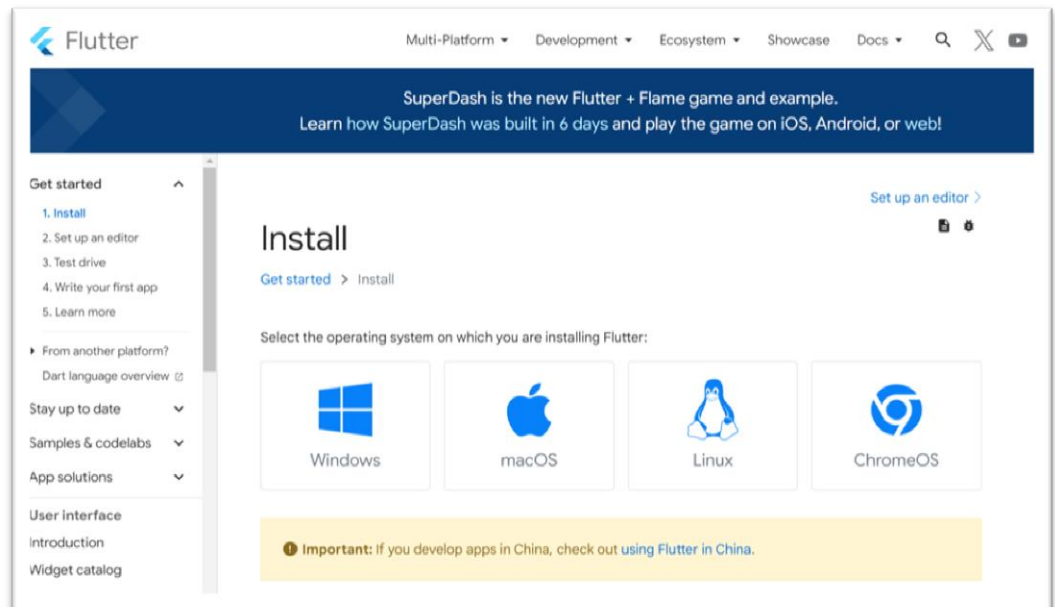 Flutter
Multi-Platform Development Ecosystem Showcase Docs
SuperDash is the new Flutter + Flame game and example.
Learn how SuperDash was built in 6 days and play the game on iOS, Android, or web!
Get started
1. Install
2. Set up an editor
3. Test drive
4. Write your first app
5. Learn more
From another platform?
Dart language overview
Stay up to date
Samples & codelabs
App solutions
User interface
Introduction
Widget catalog
Set up an editor
Install
Get started > Install
Select the operating system on which you are installing Flutter:
Windows
macOS
Linux
ChromeOS
Important: If you develop apps in China, check out using Flutter in China.